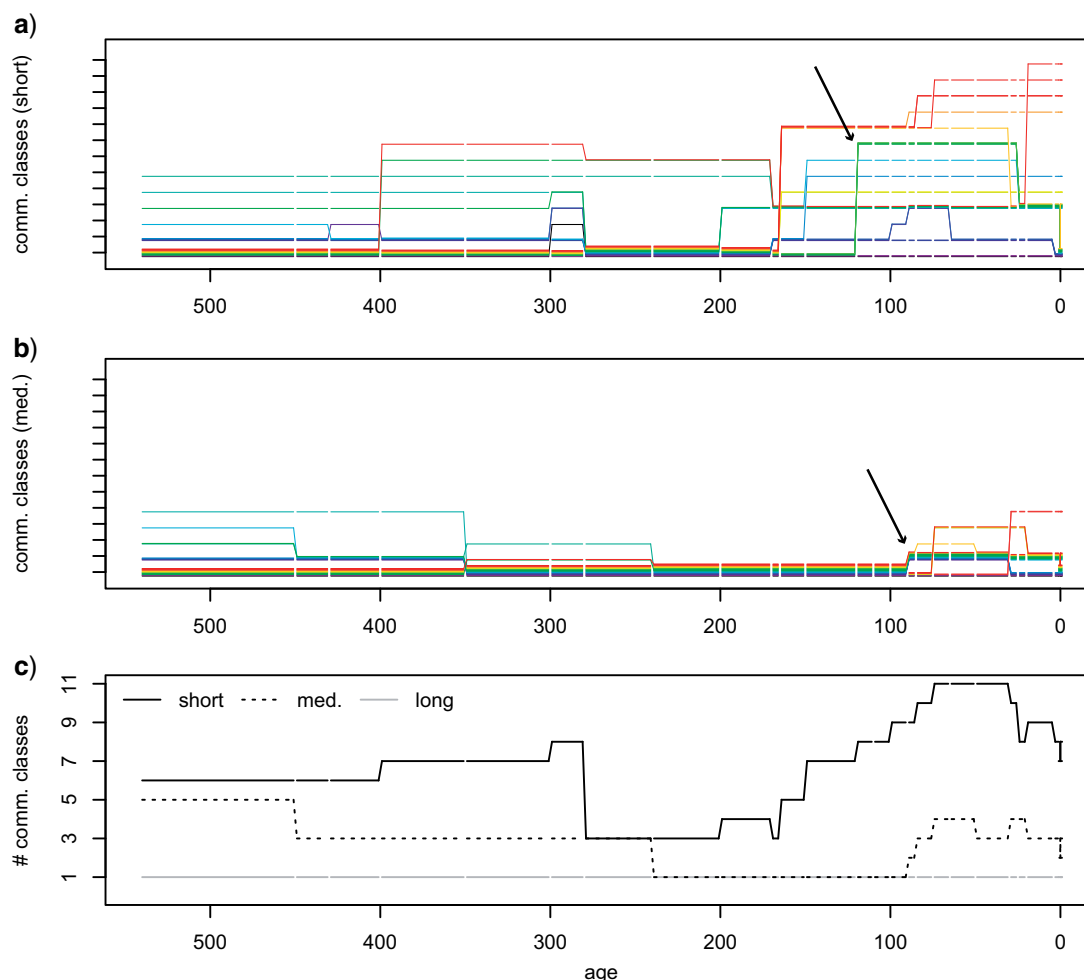 a)
comm. classes (short)
500 400 300 200 100 0
b)
comm. classes (med.)
500 400 300 200 100 0
c)
# comm. classes
11
9
7
5
3
1
short med. long
500 400 300 200 100 0
age